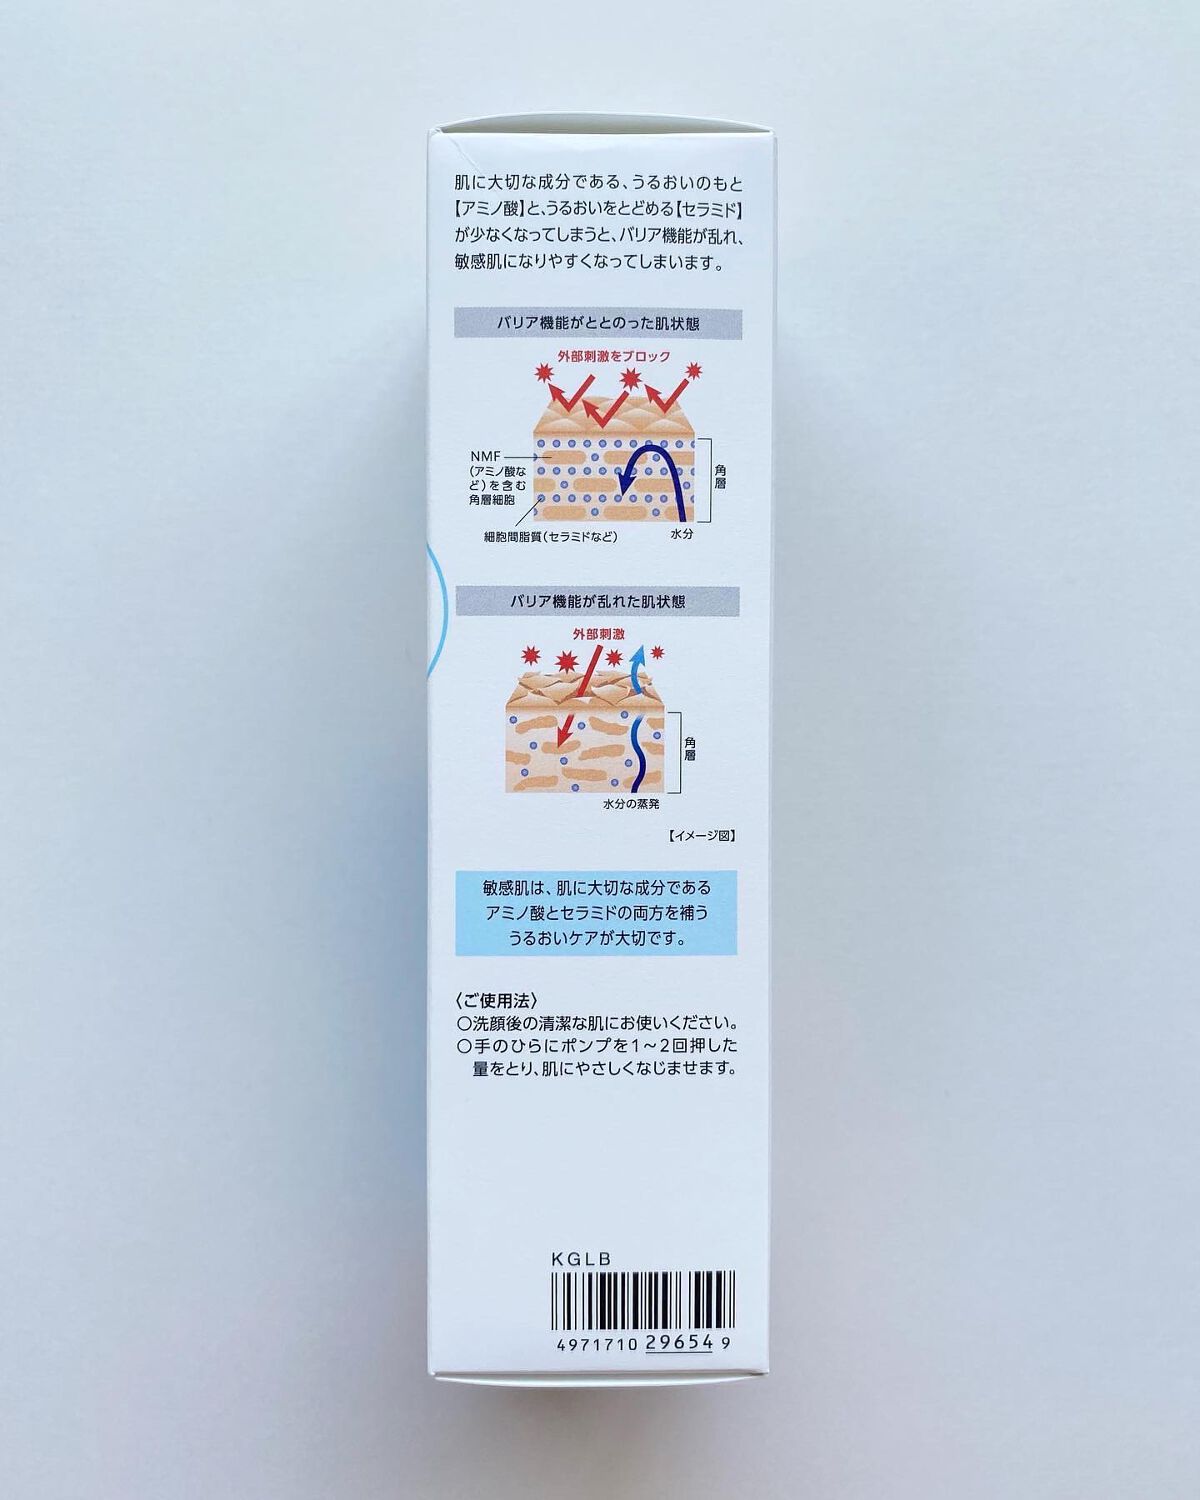 肌に大切な成分である、うるおいのもと
【アミノ酸】と、うるおいをとどめる【セラミド】
が少なくなってしまうと、バリア機能が乱れ、
敏感肌になりやすくなってしまいます。
バリア機能がととのった肌状態
外部刺激をブロック
NMF
(アミノ酸な
ど)を含む
角層細胞
角層
細胞間脂質(セラミドなど)
水分
バリア機能が乱れた肌状態
外部刺激
角層
水分の蒸発
【イメージ図】
敏感肌は、肌に大切な成分である
アミノ酸とセラミドの両方を補う
うるおいケアが大切です。
〈ご使用法〉
○洗顔後の清潔な肌にお使いください。
○手のひらにポンプを1〜2回押した
量をとり、肌にやさしくなじませます。
KGLB
4971710 29654 9